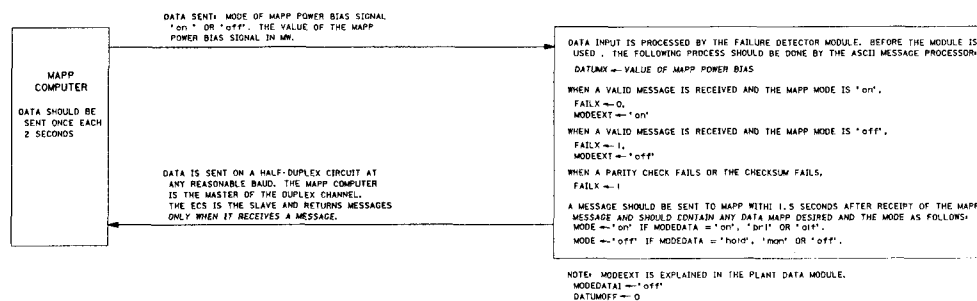 DATA SENT: MODE OF MAPP POWER BIAS SIGNAL
'on' OR 'off'. THE VALUE OF THE MAPP
POWER BIAS SIGNAL IN MW.
MAPP
COMPUTER
DATA SHOULD BE
SENT ONCE EACH
2 SECONDS
DATA IS SENT ON A HALF-DUPLEX CIRCUIT AT
ANY REASONABLE BAUD. THE MAPP COMPUTER
IS THE MASTER OF THE DUPLEX CHANNEL.
THE ECS IS THE SLAVE AND RETURNS MESSAGES
ONLY WHEN IT RECEIVES A MESSAGE.
DATA INPUT IS PROCESSED BY THE FAILURE DETECTOR MODULE. BEFORE THE MODULE IS
USED , THE FOLLOWING PROCESS SHOULD BE DONE BY THE ASCII MESSAGE PROCESSOR:
DATUMX ← VALUE OF MAPP POWER BIAS
WHEN A VALID MESSAGE IS RECEIVED AND THE MAPP MODE IS 'on',
FAILX ← 0,
MODEEXT ← 'on'
WHEN A VALID MESSAGE IS RECEIVED AND THE MAPP MODE IS 'off',
FAILX ← 1,
MODEEXT ← 'off'
WHEN A PARITY CHECK FAILS OR THE CHECKSUM FAILS,
FAILX ← 1
A MESSAGE SHOULD BE SENT TO MAPP WITHI 1.5 SECONDS AFTER RECEIPT OF THE MAPP
MESSAGE AND SHOULD CONTAIN ANY DATA MAPP DESIRED AND THE MODE AS FOLLOWS:
MODE ← 'on' IF MODEDATA = 'on', 'pri' OR 'alt'.
MODE ← 'off' IF MODEDATA = 'hold', 'man' OR 'off'.
NOTE: MODEEXT IS EXPLAINED IN THE PLANT DATA MODULE.
MODEDATAI ← 'off'
DATUMOFF ← 0